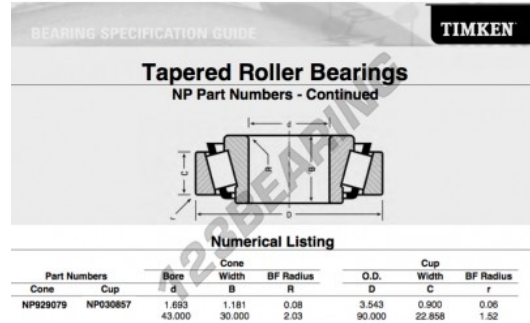 BEARING SPECIFICATION GUIDE
TIMKEN
Tapered Roller Bearings
NP Part Numbers - Continued
d
C
R
B
r
D
123BEARING
Numerical Listing
Cone Cup
Part Numbers Bore Width BF Radius O.D. Width BF Radius
Cone Cup d B R D C r
NP929079 NP030857 1.693 1.181 0.08 3.543 0.900 0.06
43.000 30.000 2.03 90.000 22.858 1.52